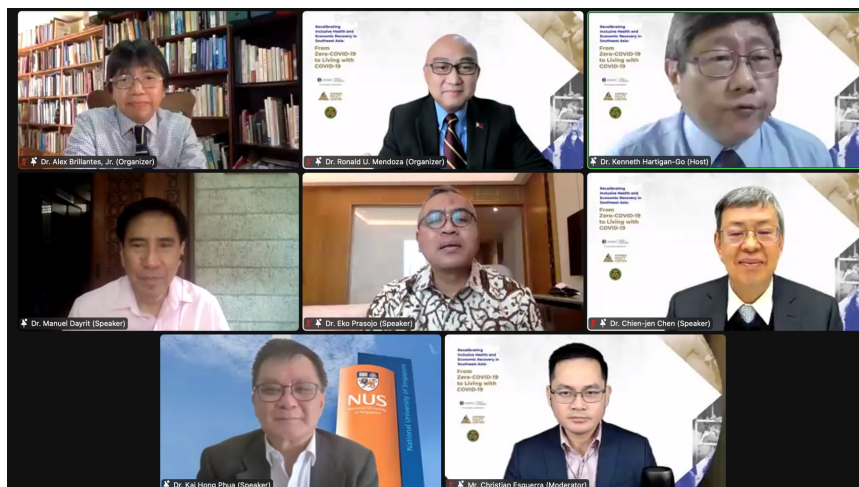 Recalibrating
Inclusive Health and
Economic Recovery in
Southeast Asia:
From
Zero-COVID-19
to Living with
COVID-19
Recalibrating
Inclusive Health and
Economic Recovery in
Southeast Asia:
From
Zero-COVID-19
to Living with
COVID-19
Dr. Alex Brillantes, Jr. (Organizer)
Dr. Ronald U. Mendoza (Organizer)
Dr. Kenneth Hartigan-Go (Host)
Recalibrating
Inclusive Health and
Economic Recovery in
Southeast Asia:
From
Zero-COVID-19
to Living with
COVID-19
Dr. Manuel Dayrit (Speaker)
Dr. Eko Prasojo (Speaker)
Dr. Chien-jen Chen (Speaker)
NUS
National University
of Singapore
National University of Singapore
Recalibrating
Inclusive Health and
Economic Recovery in
Southeast Asia:
From
Zero-COVID-19
to Living with
COVID-19
Dr. Kai Hong Phua (Speaker)
Mr. Christian Esguerra (Moderator)